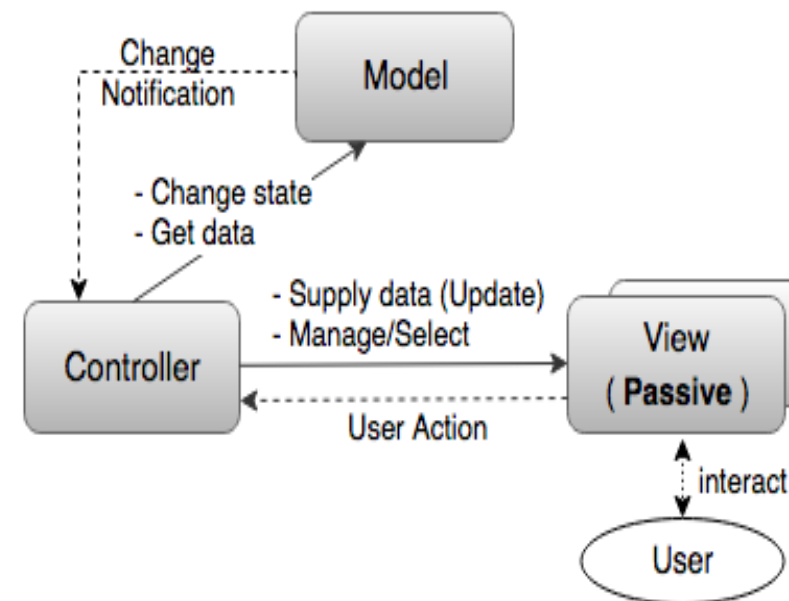 Change
Notification
Model
- Change state
- Get data
- Supply data (Update)
- Manage/Select
Controller
View
( Passive )
User Action
interact
User